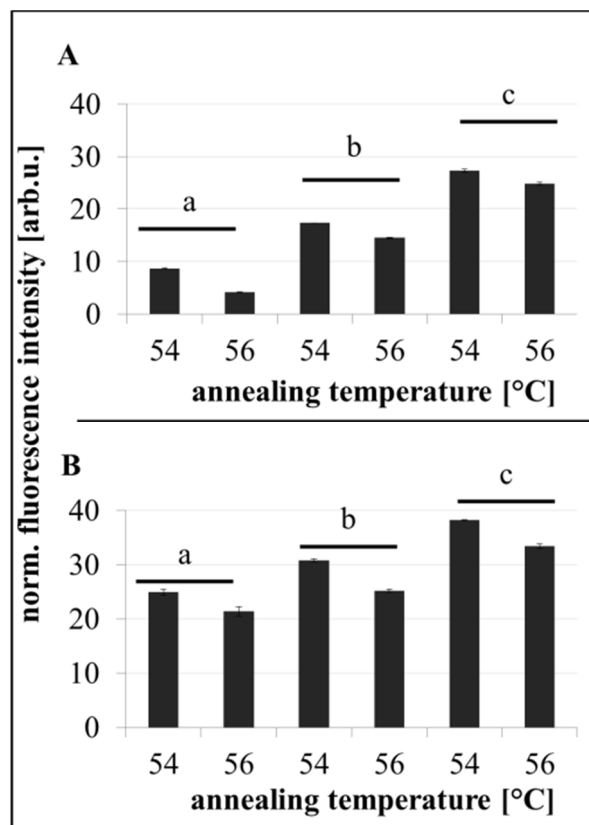 norm. fluorescence intensity [arb.u.]
A
40
30
20
10
0
a
b
c
54 56 54 56 54 56
annealing temperature [°C]
B
40
30
20
10
0
a
b
c
54 56 54 56 54 56
annealing temperature [°C]